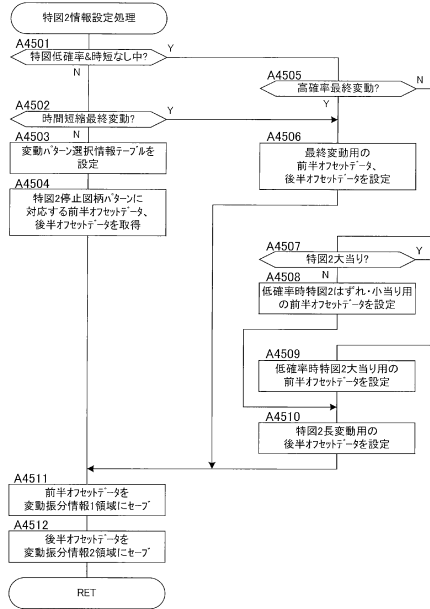 特図2情報設定処理
A4501
特図低確率&時短なし中?
Y
N
A4505
高確率最終変動?
N
Y
A4502
時間短縮最終変動?
Y
N
A4503
変動パターン選択情報テーブルを
設定
A4506
最終変動用の
前半オフセットデータ、
後半オフセットデータを設定
A4504
特図2停止図柄パターンに
対応する前半オフセットデータ、
後半オフセットデータを取得
A4507
特図2大当り?
Y
N
A4508
低確率時特図2はずれ・小当り用
の前半オフセットデータを設定
A4509
低確率時特図2大当り用の
前半オフセットデータを設定
A4510
特図2長変動用の
後半オフセットデータを設定
A4511
前半オフセットデータを
変動振分情報1領域にセーブ
A4512
後半オフセットデータを
変動振分情報2領域にセーブ
RET